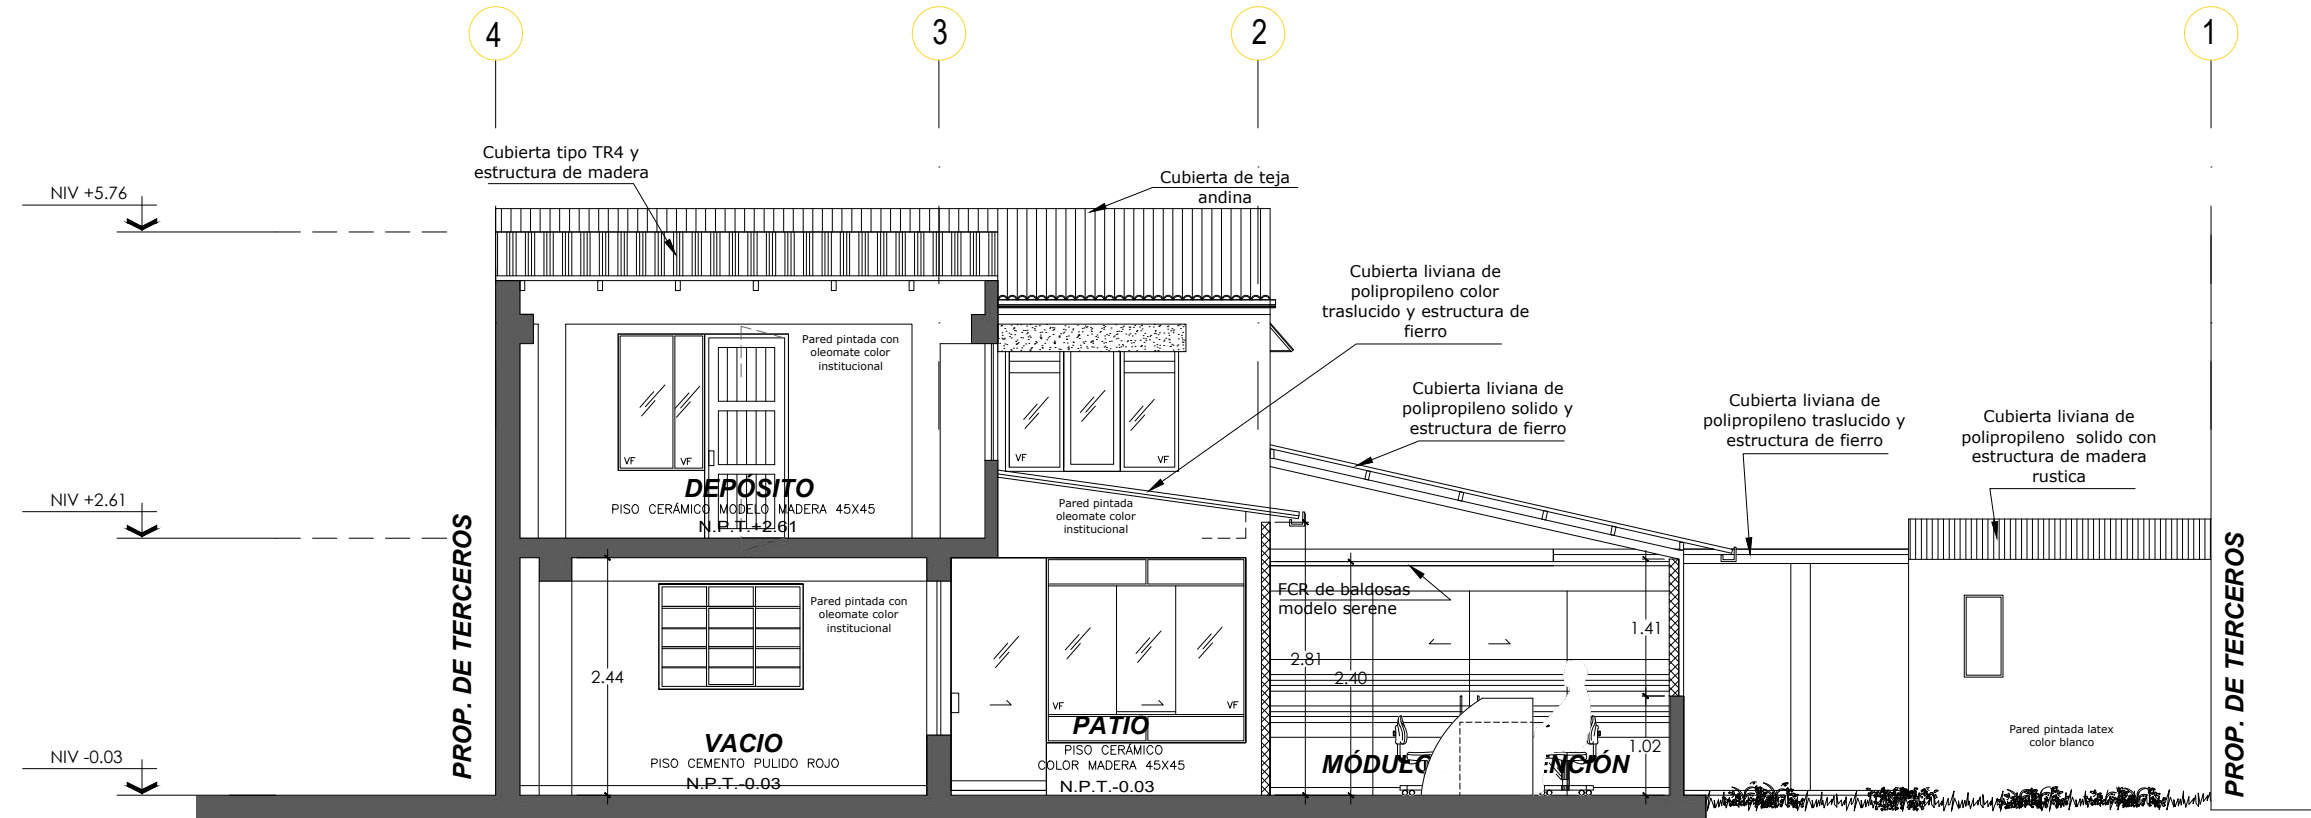 4
3
2
1
Cubierta tipo TR4 y
estructura de madera
Cubierta de teja
andina
NIV +5.76
Cubierta liviana de
polipropileno color
traslucido y estructura de
fierro
Pared pintada con
oleomate color
institucional
Cubierta liviana de
polipropileno solido y
estructura de fierro
Cubierta liviana de
polipropileno traslucido y
estructura de fierro
Cubierta liviana de
polipropileno solido con
estructura de madera
rustica
VF
VF
VF
VF
NIV +2.61
DEPÓSITO
PISO CERÁMICO MODELO MADERA 45X45
N.P.T.+2.61
Pared pintada
oleomate color
institucional
PROP. DE TERCEROS
PROP. DE TERCEROS
FCR de baldosas
modelo serene
Pared pintada con
oleomate color
institucional
1.41
2.81
2.40
2.44
VF
VF
PATIO
PISO CERÁMICO
COLOR MADERA 45X45
N.P.T.-0.03
NIV -0.03
VACIO
PISO CEMENTO PULIDO ROJO
N.P.T.-0.03
MÓDULO
NCIÓN
1.02
Pared pintada latex
color blanco